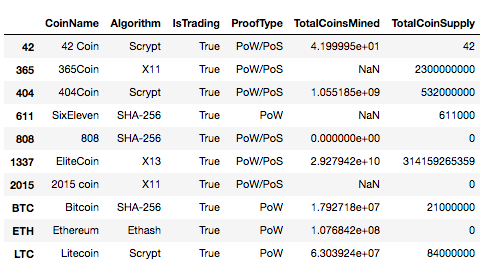 CoinName Algorithm IsTrading ProofType TotalCoinsMined TotalCoinSupply
42 42 Coin Scrypt True PoW/PoS 4.199995e+01 42
365 365Coin X11 True PoW/PoS NaN 2300000000
404 404Coin Scrypt True PoW/PoS 1.055185e+09 532000000
611 SixEleven SHA-256 True PoW NaN 611000
808 808 SHA-256 True PoW/PoS 0.000000e+00 0
1337 EliteCoin X13 True PoW/PoS 2.927942e+10 314159265359
2015 2015 coin X11 True PoW/PoS NaN 0
BTC Bitcoin SHA-256 True PoW 1.792718e+07 21000000
ETH Ethereum Ethash True PoW 1.076842e+08 0
LTC Litecoin Scrypt True PoW 6.303924e+07 84000000